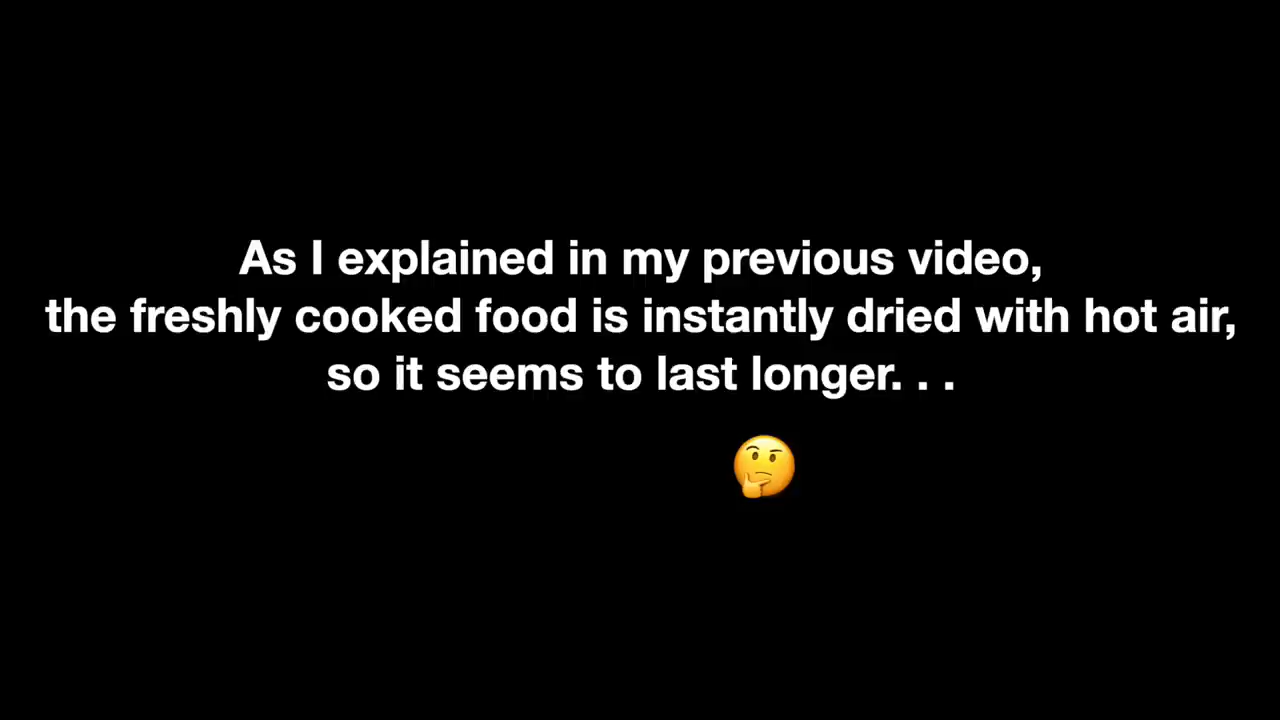 As I explained in my previous video,
the freshly cooked food is instantly dried with hot air,
so it seems to last longer. . .